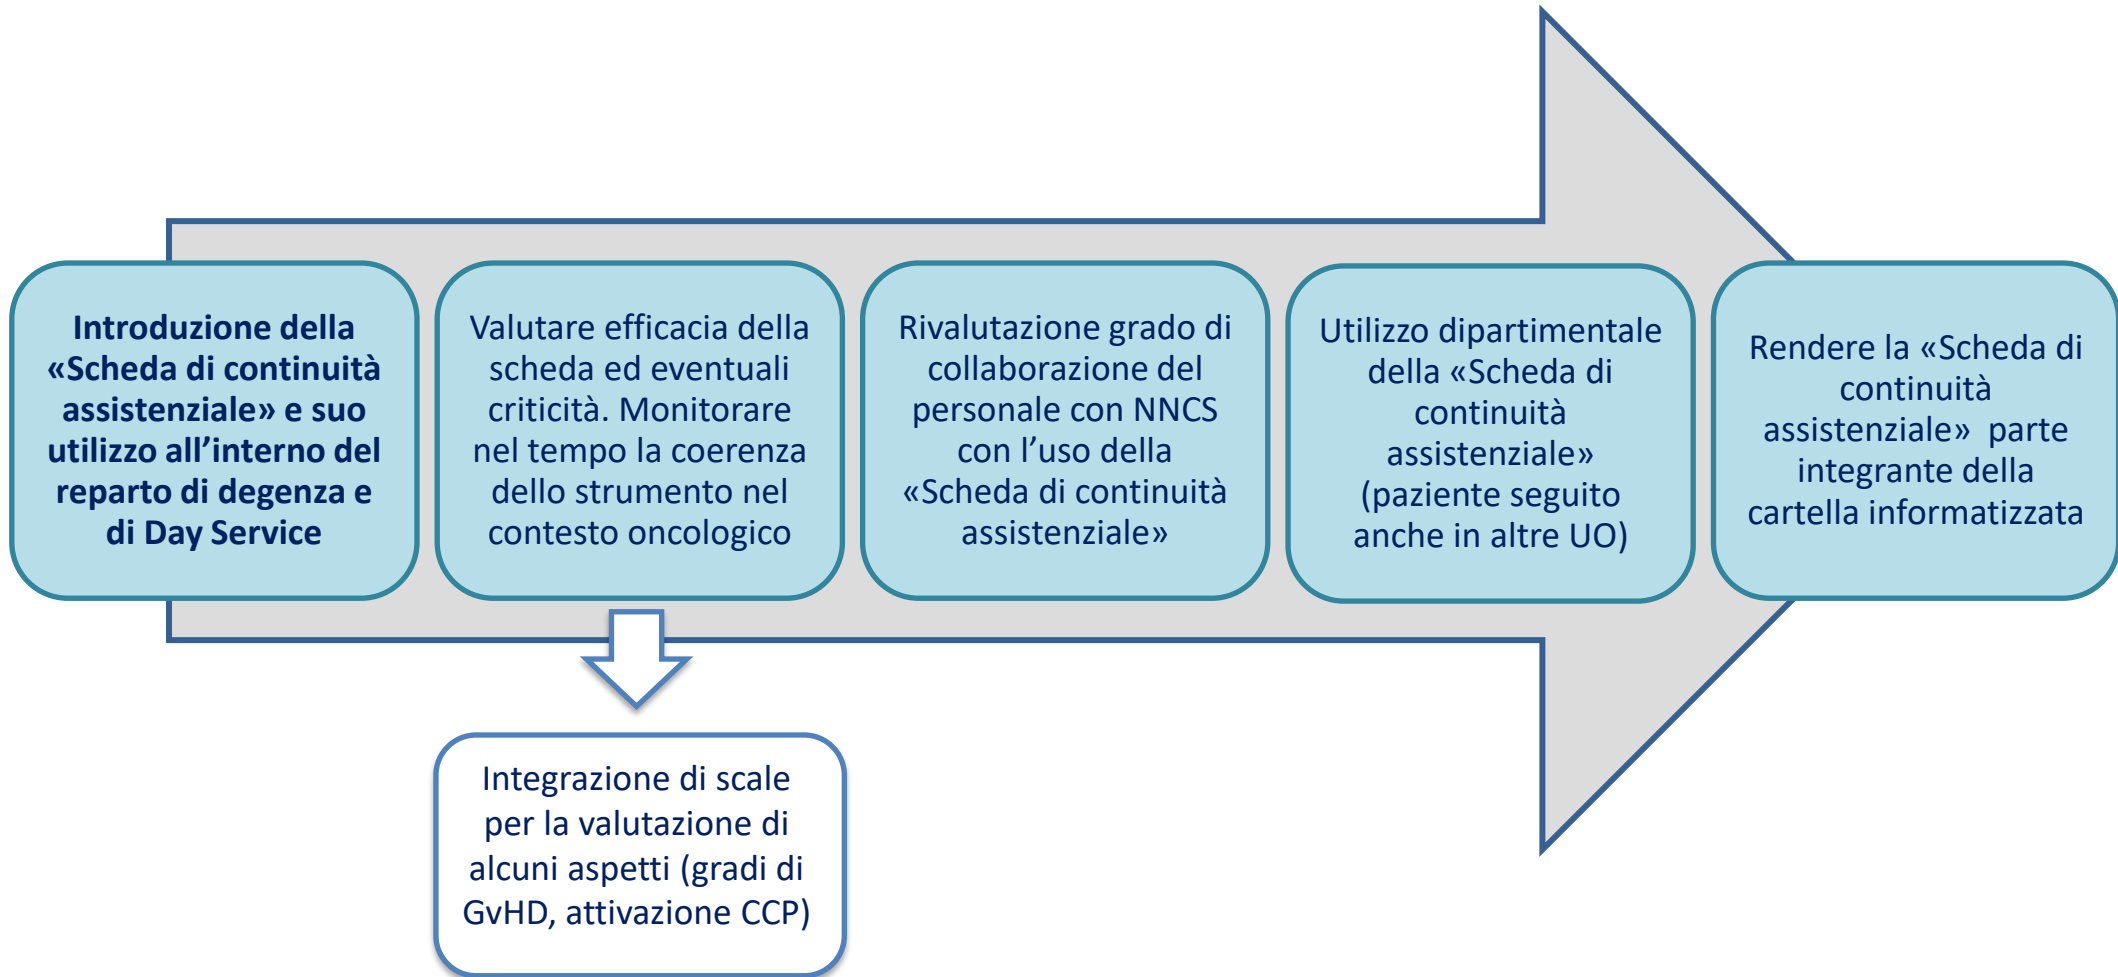 Introduzione della
«Scheda di continuità
assistenziale» e suo
utilizzo all’interno del
reparto di degenza e
di Day Service
Valutare efficacia della
scheda ed eventuali
criticità. Monitorare
nel tempo la coerenza
dello strumento nel
contesto oncologico
Rivalutazione grado di
collaborazione del
personale con NNCS
con l’uso della
«Scheda di continuità
assistenziale»
Utilizzo dipartimentale
della «Scheda di
continuità
assistenziale»
(paziente seguito
anche in altre UO)
Rendere la «Scheda di
continuità
assistenziale» parte
integrante della
cartella informatizzata
Integrazione di scale
per la valutazione di
alcuni aspetti (gradi di
GvHD, attivazione CCP)